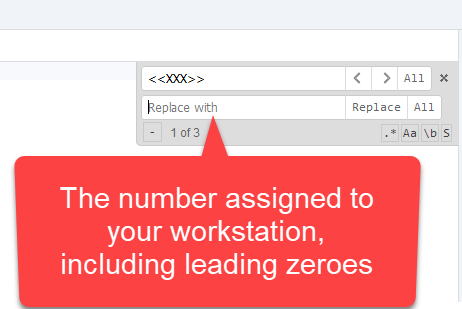 <<XXX>> All
Replace with Replace All
- 1 of 3 .* Aa \b S
The number assigned to
your workstation,
including leading zeroes